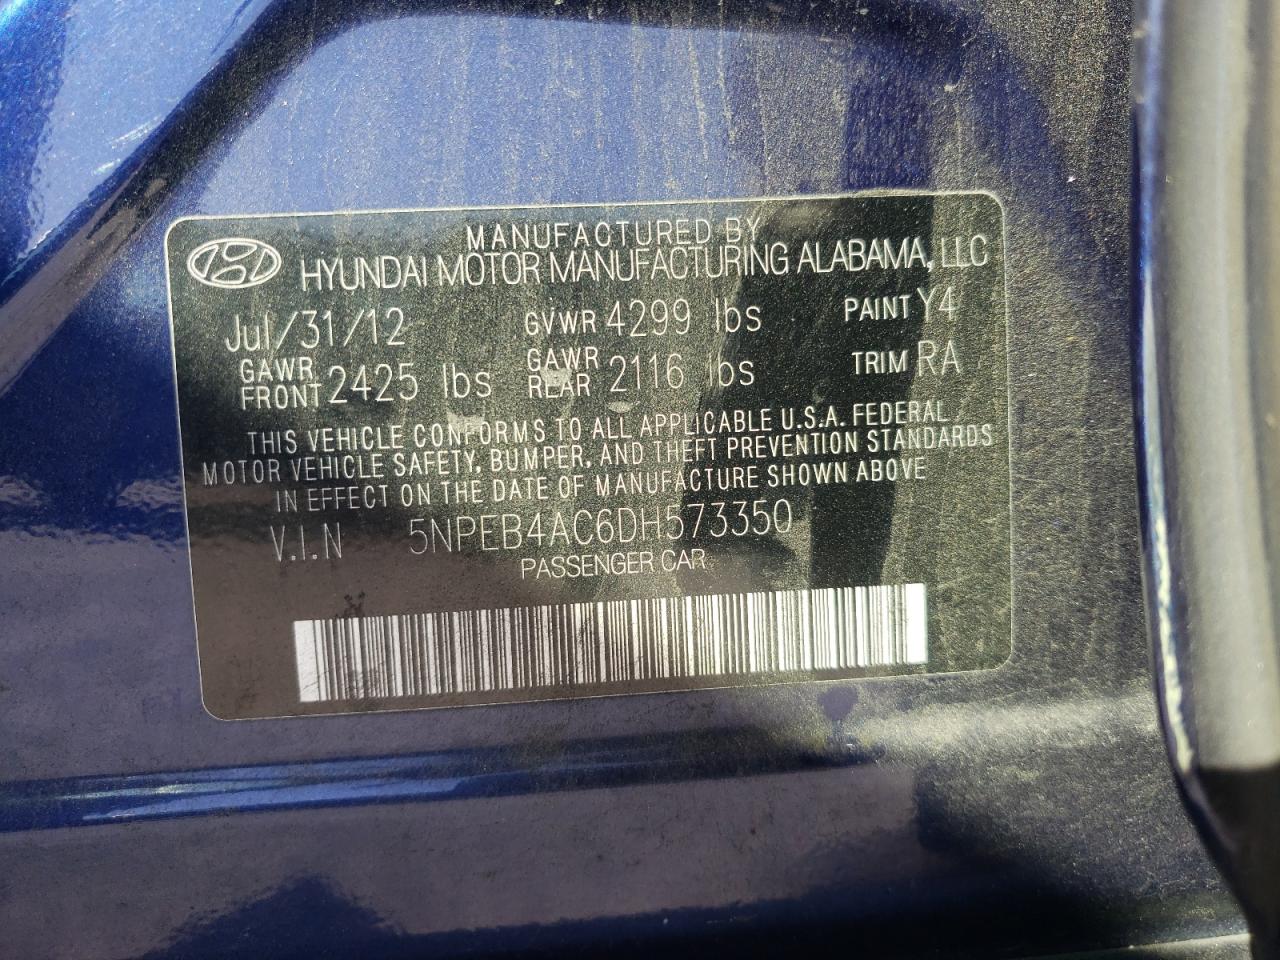 MANUFACTURED BY
HYUNDAI MOTOR MANUFACTURING ALABAMA, LLC
Jul/31/12 GVWR 4299 lbs PAINT Y4
GAWR FRONT 2425 lbs GAWR REAR 2116 lbs TRIM RA
THIS VEHICLE CONFORMS TO ALL APPLICABLE U.S.A. FEDERAL
MOTOR VEHICLE SAFETY, BUMPER, AND THEFT PREVENTION STANDARDS
IN EFFECT ON THE DATE OF MANUFACTURE SHOWN ABOVE
V.I.N 5NPEB4AC6DH573350
PASSENGER CAR